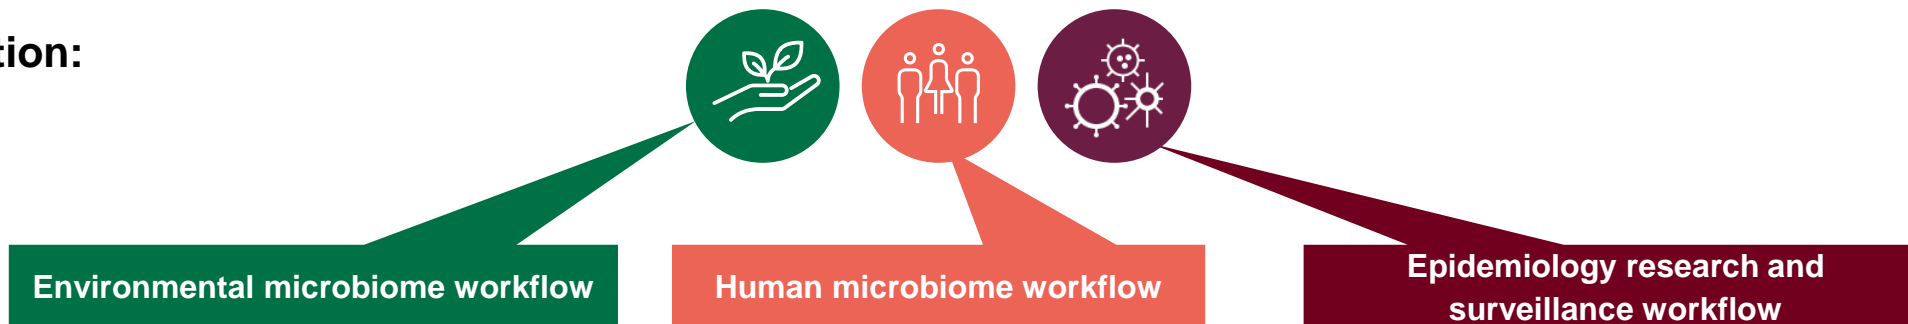 tion:
Environmental microbiome workflow
Human microbiome workflow
Epidemiology research and
surveillance workflow